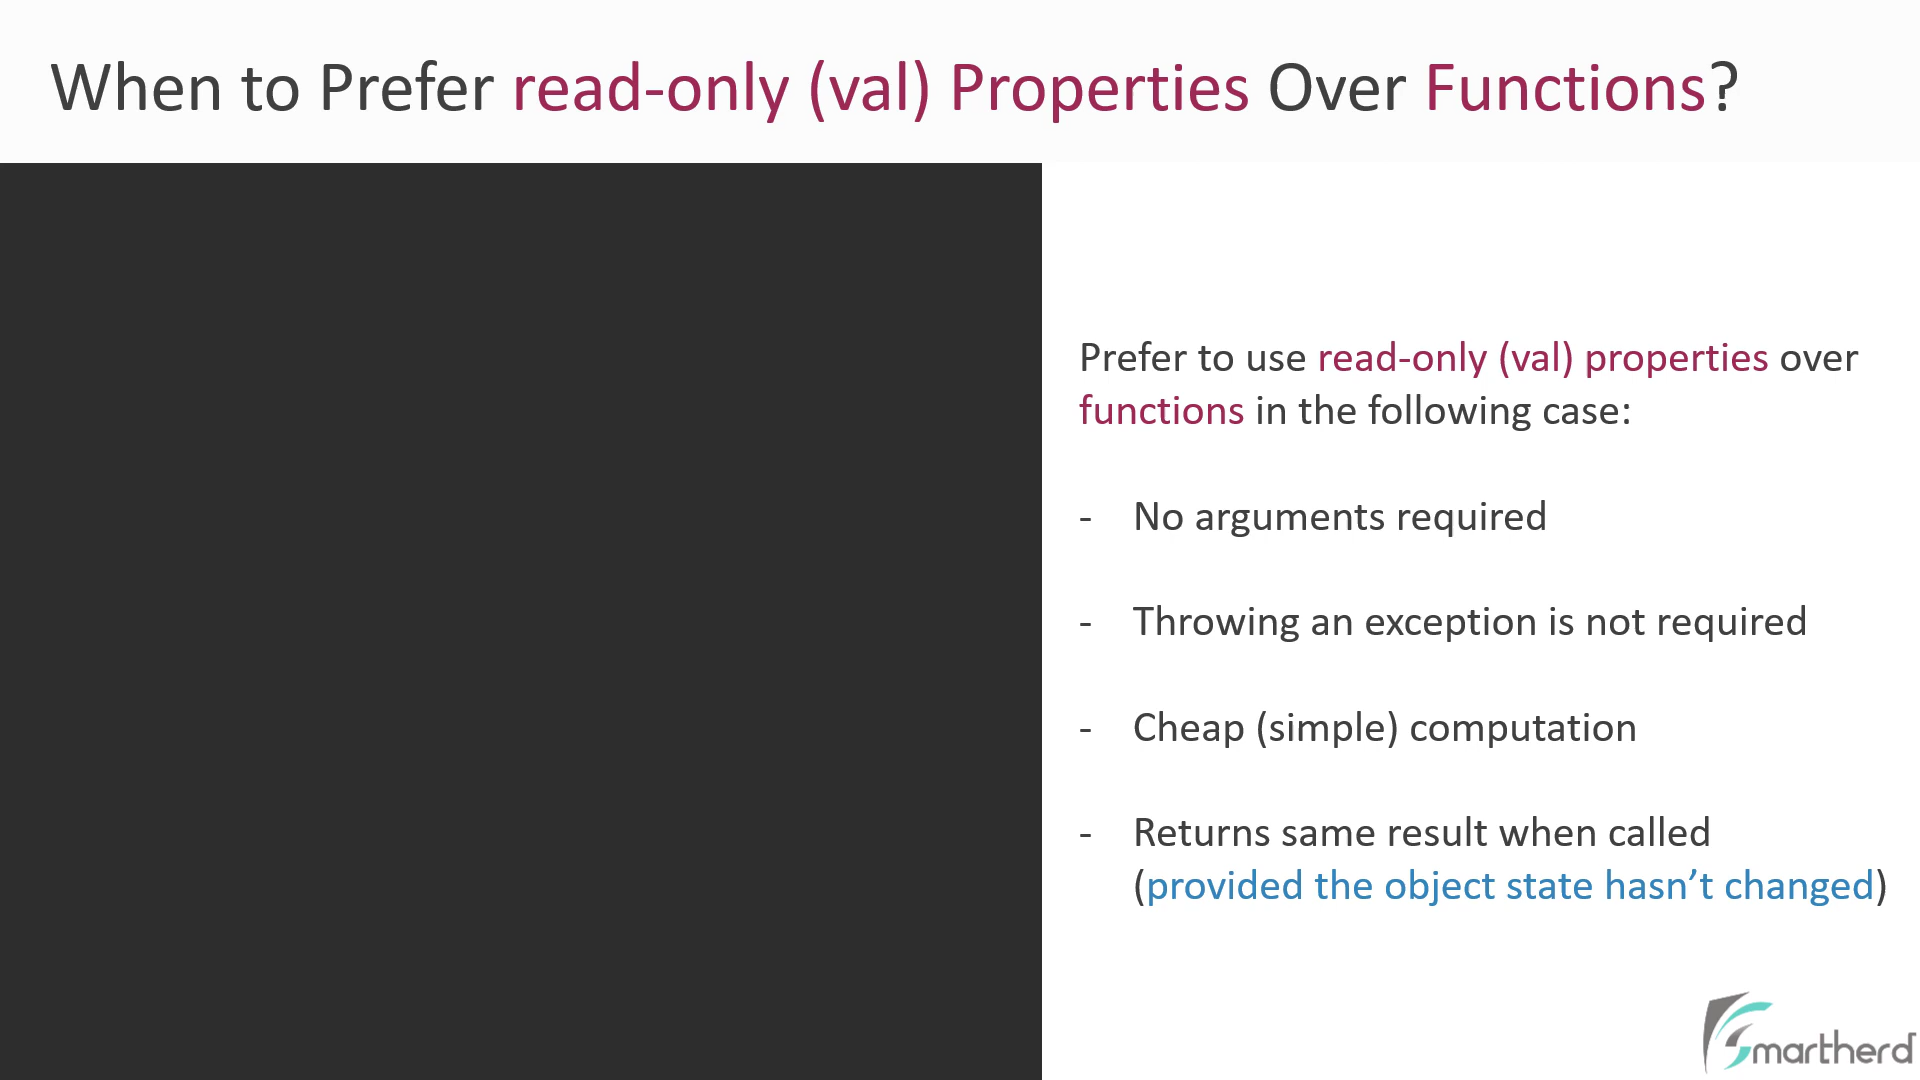 When to Prefer read-only (val) Properties Over Functions?
Prefer to use read-only (val) properties over
functions in the following case:
- No arguments required
- Throwing an exception is not required
- Cheap (simple) computation
- Returns same result when called
(provided the object state hasn’t changed)
Smartherd